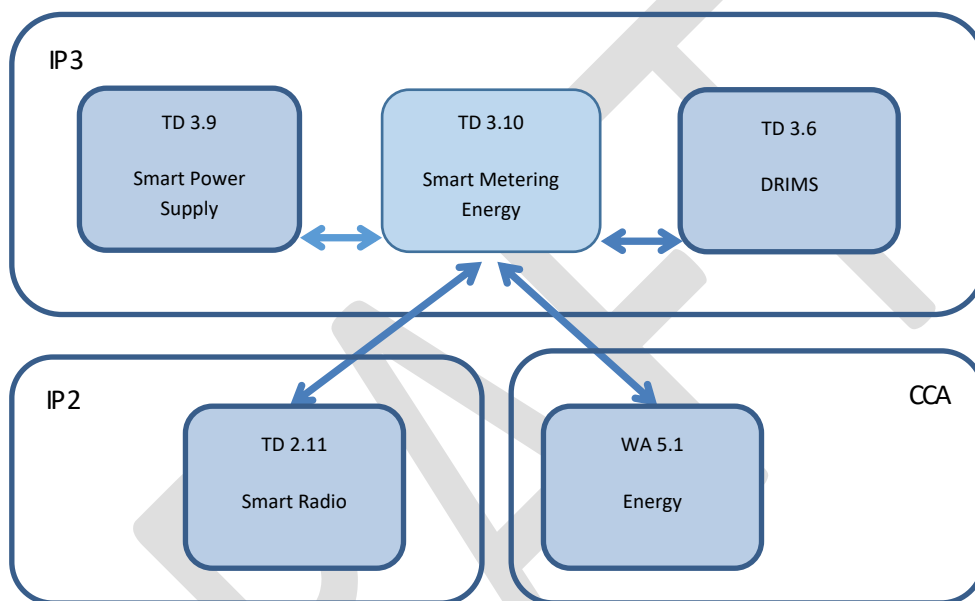 IP3
TD 3.9
Smart Power
Supply
TD 3.10
Smart Metering
Energy
TD 3.6
DRIMS
IP2
TD 2.11
Smart Radio
CCA
WA 5.1
Energy